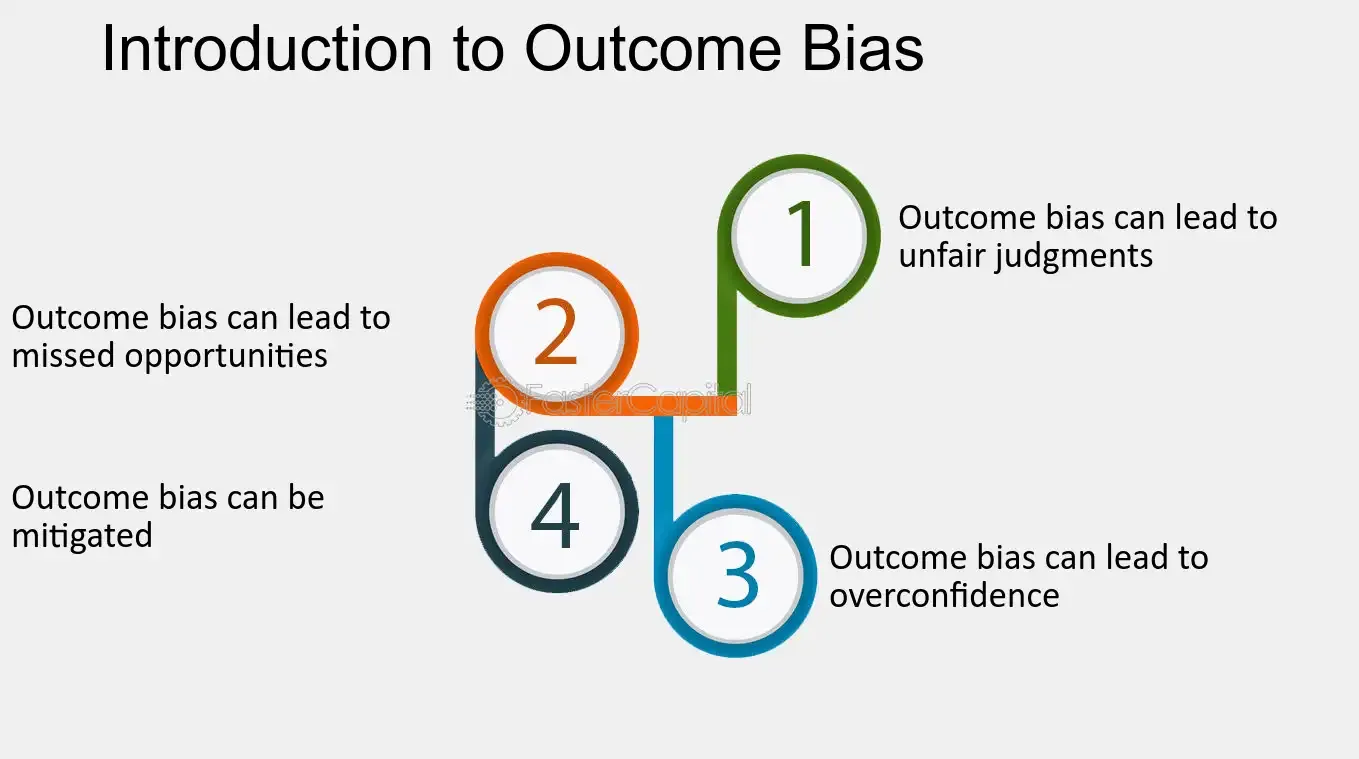 Introduction to Outcome Bias
1
Outcome bias can lead to
unfair judgments
2
Outcome bias can lead to
missed opportunities
FasterCapital
3
Outcome bias can lead to
overconfidence
4
Outcome bias can be
mitigated